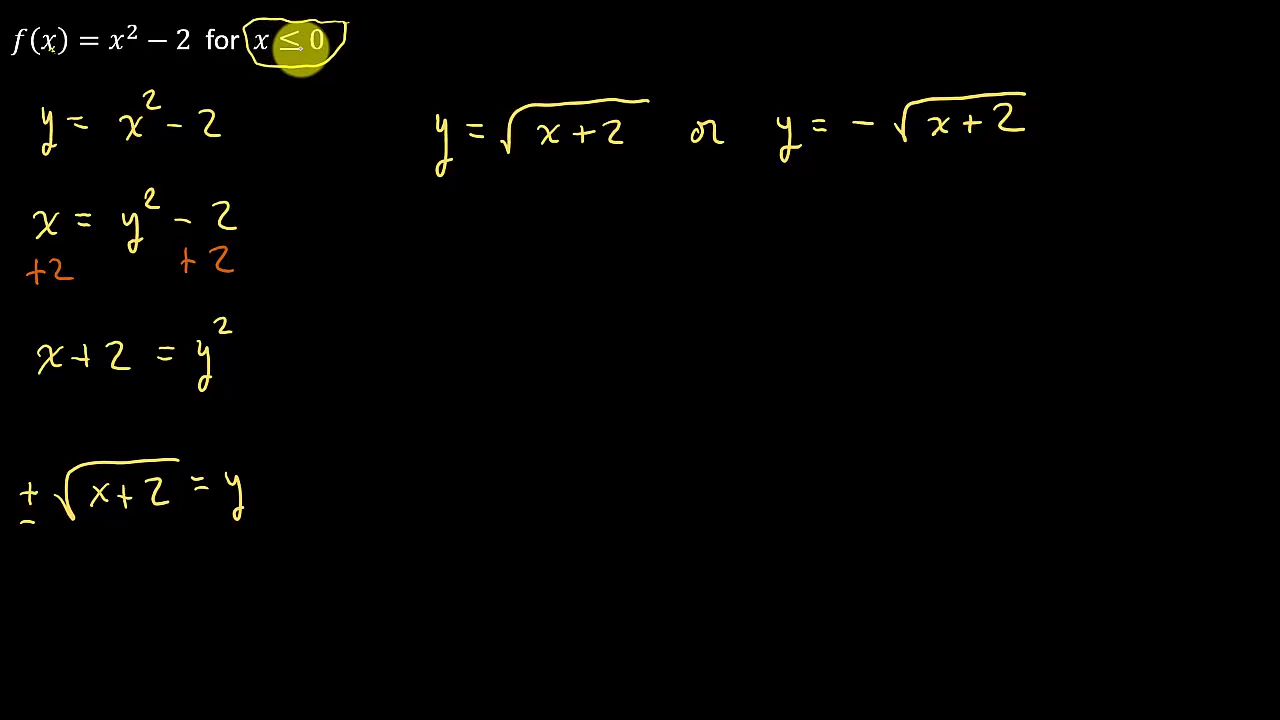 f(x) = x² − 2 for x ≤ 0
y = x² - 2
x = y² - 2
+2 +2
x + 2 = y²
± √(x + 2) = y
y = √(x + 2) or y = - √(x + 2)